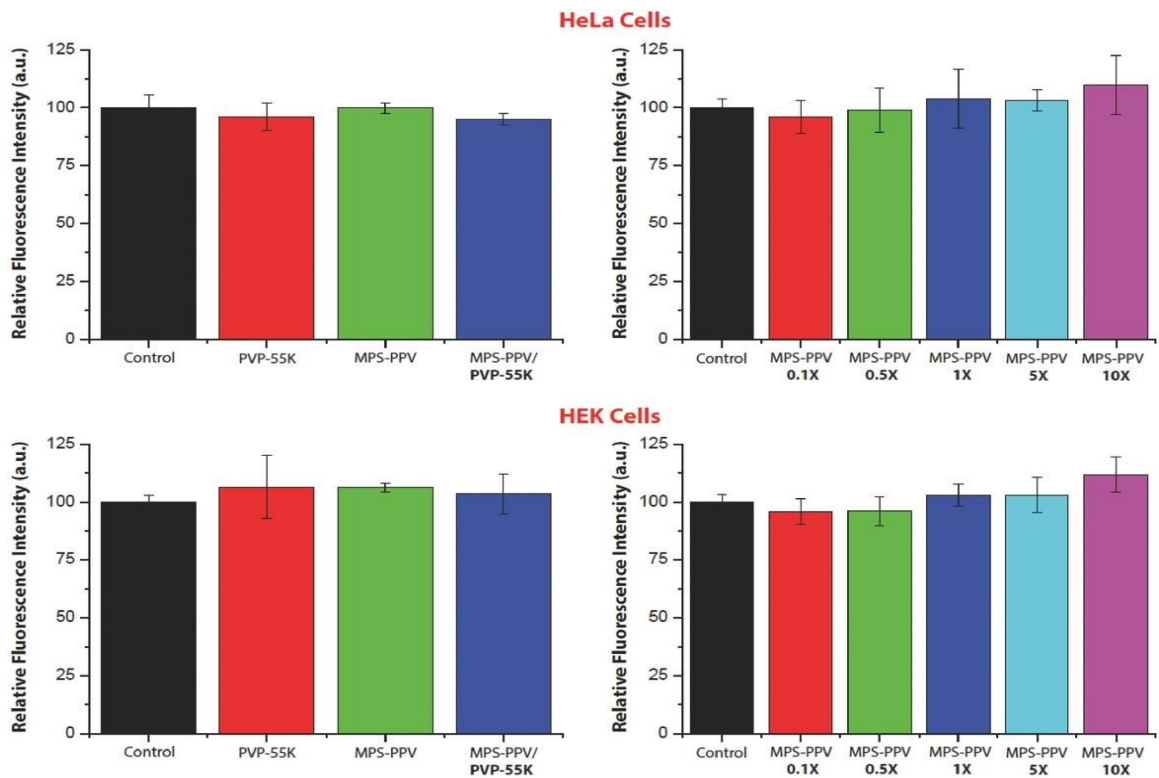 HeLa Cells
Relative Fluorescence Intensity (a.u.)
125
100
75
50
25
0
Control
PVP-55K
MPS-PPV
MPS-PPV/
PVP-55K
Relative Fluorescence Intensity (a.u.)
125
100
75
50
25
0
Control
MPS-PPV
0.1X
MPS-PPV
0.5X
MPS-PPV
1X
MPS-PPV
5X
MPS-PPV
10X
HEK Cells
Relative Fluorescence Intensity (a.u.)
125
100
75
50
25
0
Control
PVP-55K
MPS-PPV
MPS-PPV/
PVP-55K
Relative Fluorescence Intensity (a.u.)
125
100
75
50
25
0
Control
MPS-PPV
0.1X
MPS-PPV
0.5X
MPS-PPV
1X
MPS-PPV
5X
MPS-PPV
10X